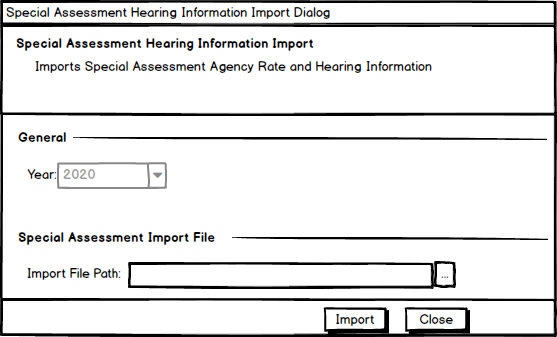 Special Assessment Hearing Information Import Dialog
Special Assessment Hearing Information Import
Imports Special Assessment Agency Rate and Hearing Information
General
Year: 2020
Special Assessment Import File
Import File Path: ...
Import Close